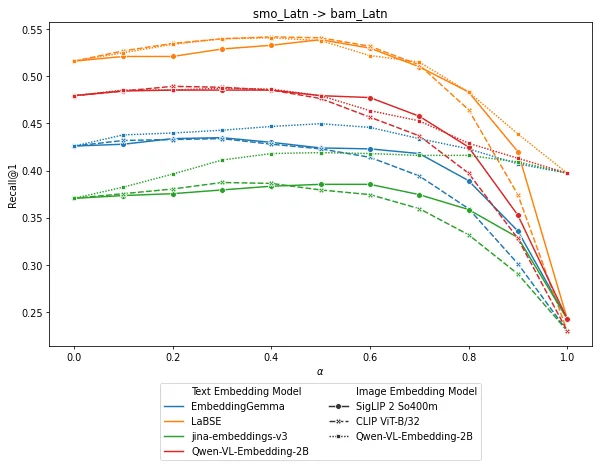 smo_Latn -> bam_Latn
Recall@1
0.55
0.50
0.45
0.40
0.35
0.30
0.25
0.0
0.2
0.4
0.6
0.8
1.0
α
Text Embedding Model
EmbeddingGemma
LaBSE
jina-embeddings-v3
Qwen-VL-Embedding-2B
Image Embedding Model
SigLIP 2 So400m
CLIP ViT-B/32
Qwen-VL-Embedding-2B